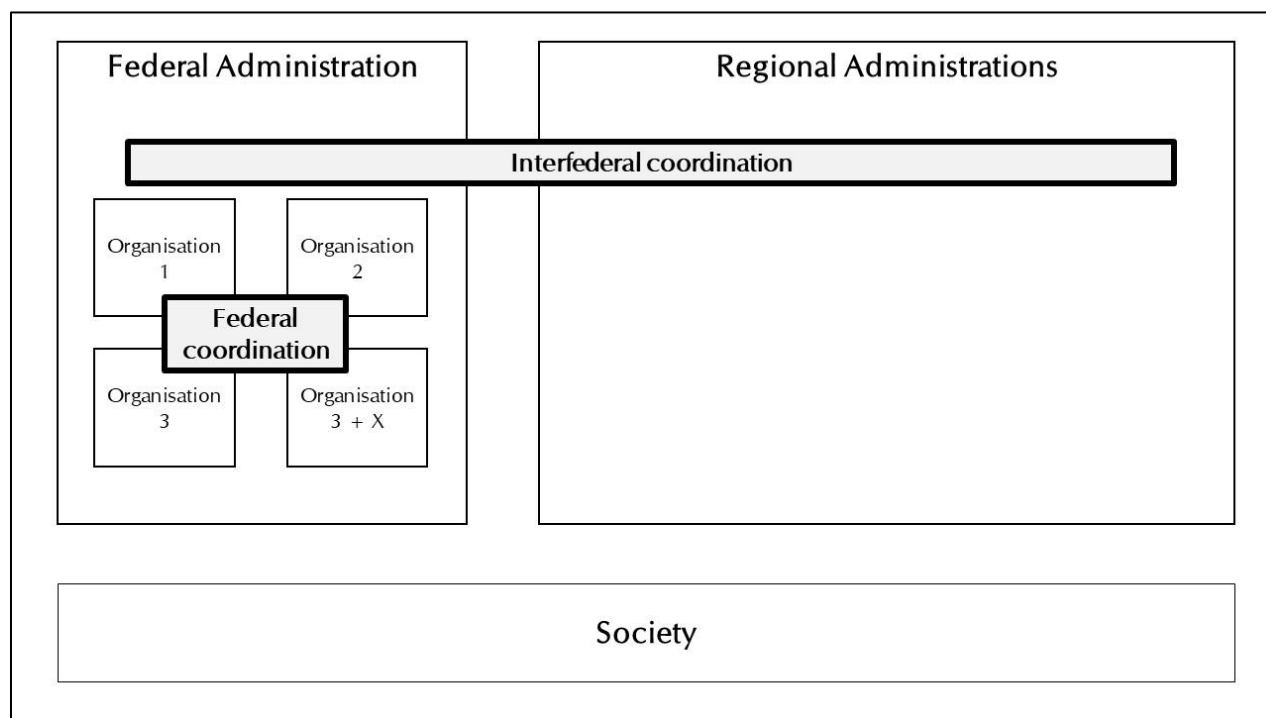 Federal Administration
Regional Administrations
Interfederal coordination
Organisation
1
Organisation
2
Federal
coordination
Organisation
3
Organisation
3 + X
Society